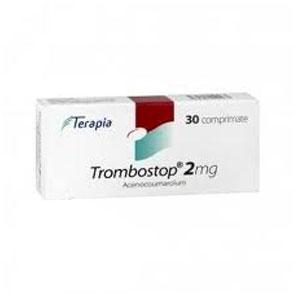 Terapia
30 comprimate
Trombostop® 2mg
Acenocoumarolum